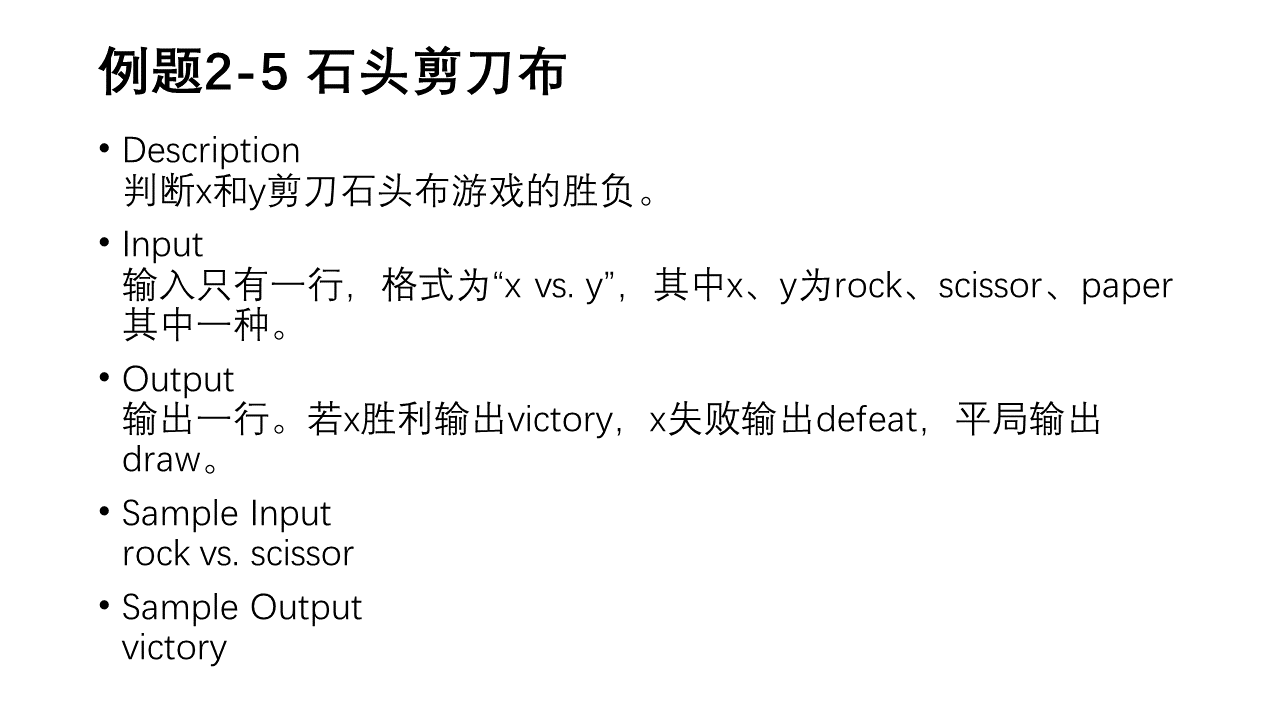 例题2-5 石头剪刀布
• Description
判断x和y剪刀石头布游戏的胜负。
• Input
输入只有一行，格式为“x vs. y”，其中x、y为rock、scissor、paper
其中一种。
• Output
输出一行。若x胜利输出victory，x失败输出defeat，平局输出
draw。
• Sample Input
rock vs. scissor
• Sample Output
victory